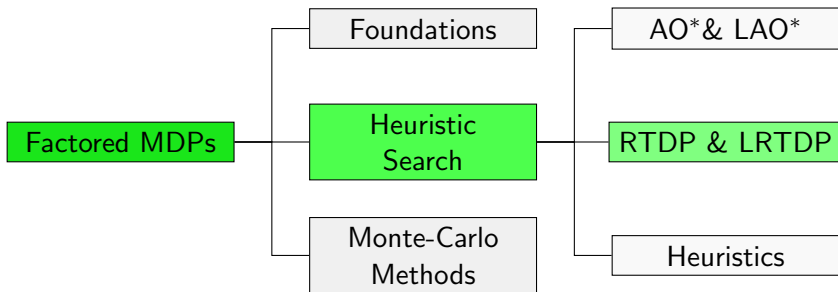 Factored MDPs
Foundations
Heuristic
Search
Monte-Carlo
Methods
AO*& LAO*
RTDP & LRTDP
Heuristics